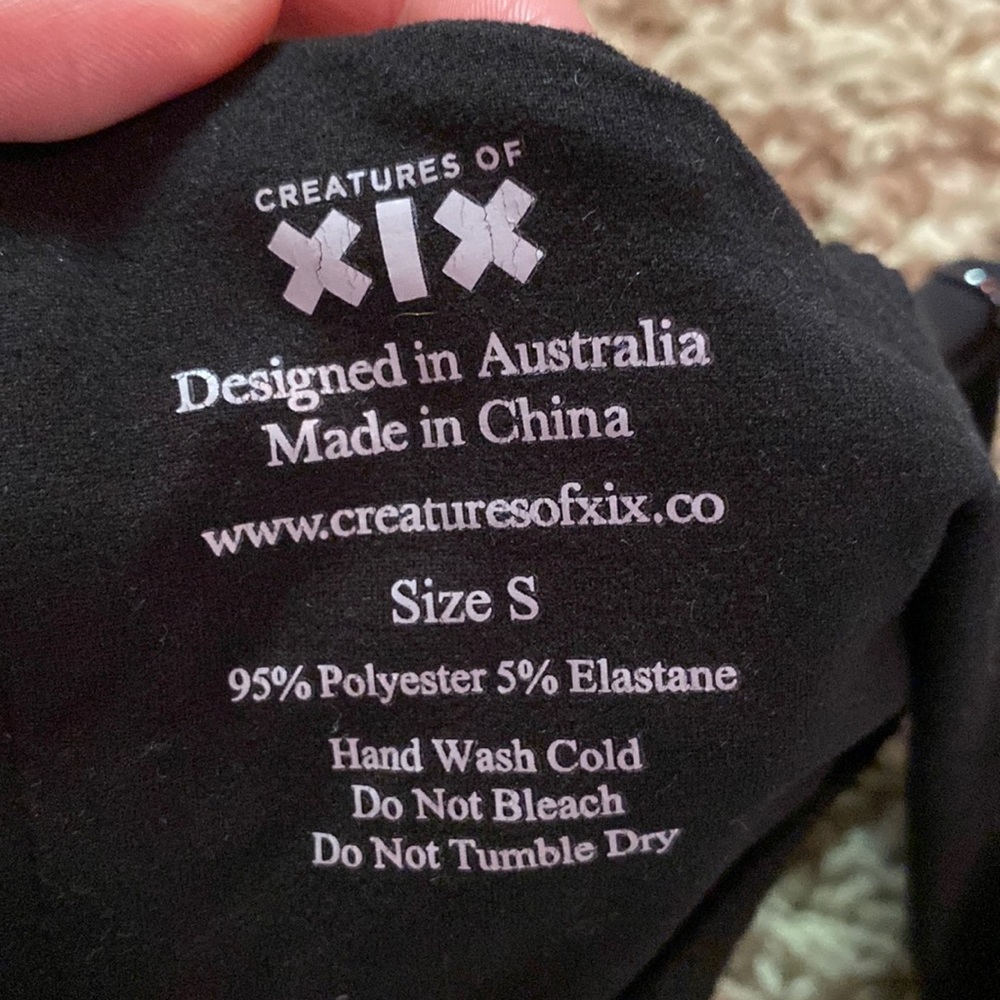 CREATURES OF
XIX
Designed in Australia
Made in China
www.creaturesofxix.co
Size S
95% Polyester 5% Elastane
Hand Wash Cold
Do Not Bleach
Do Not Tumble Dry